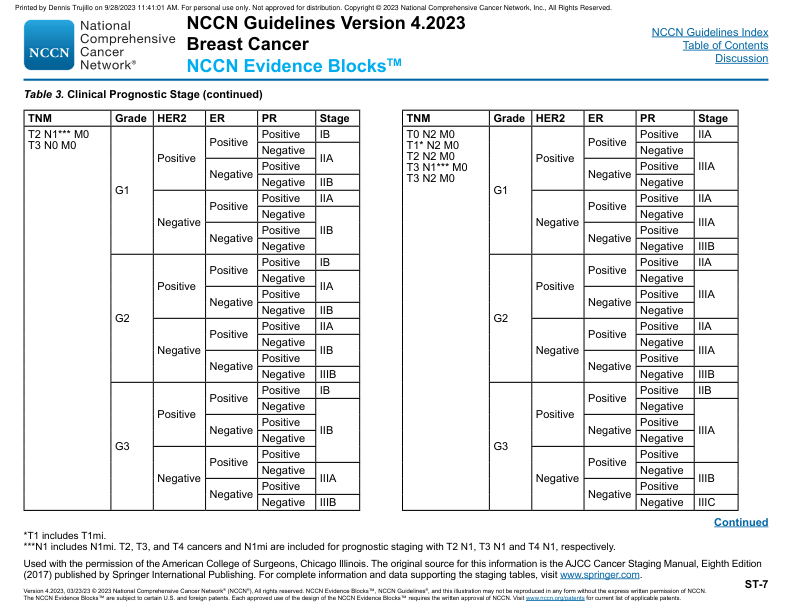 Printed by Dennis Trujillo on 9/28/2023 11:41:01 AM. For personal use only. Not approved for distribution. Copyright © 2023 National Comprehensive Cancer Network, Inc., All Rights Reserved.
NCCN
National
Comprehensive
Cancer
Network®
NCCN Guidelines Version 4.2023
Breast Cancer
NCCN Evidence Blocks™
NCCN Guidelines Index
Table of Contents
Discussion
Table 3. Clinical Prognostic Stage (continued)
TNM Grade HER2 ER PR Stage
T2 N1*** M0
T3 N0 M0
G1 Positive Positive Positive IB
Negative IIA
Negative Positive
Negative IIB
Negative Positive Positive IIA
Negative IIB
Negative Positive
Negative
G2 Positive Positive Positive IB
Negative IIA
Negative Positive
Negative IIB
Negative Positive Positive IIA
Negative IIB
Negative Positive
Negative IIIB
G3 Positive Positive Positive IB
Negative IIB
Negative Positive
Negative
Negative Positive Positive
Negative IIIA
Negative Positive
Negative IIIB
TNM Grade HER2 ER PR Stage
T0 N2 M0
T1* N2 M0
T2 N2 M0
T3 N1*** M0
T3 N2 M0
G1 Positive Positive Positive IIA
Negative IIIA
Negative Positive
Negative
Negative Positive Positive IIA
Negative IIIA
Negative Positive
Negative IIIB
G2 Positive Positive Positive IIA
Negative IIIA
Negative Positive
Negative
Negative Positive Positive IIA
Negative IIIA
Negative Positive
Negative IIIB
G3 Positive Positive Positive IIB
Negative IIIA
Negative Positive
Negative
Negative Positive Positive
Negative IIIB
Negative Positive
Negative IIIC
Continued
*T1 includes T1mi.
***N1 includes N1mi. T2, T3, and T4 cancers and N1mi are included for prognostic staging with T2 N1, T3 N1 and T4 N1, respectively.
Used with the permission of the American College of Surgeons, Chicago Illinois. The original source for this information is the AJCC Cancer Staging Manual, Eighth Edition
(2017) published by Springer International Publishing. For complete information and data supporting the staging tables, visit www.springer.com.
ST-7
Version 4.2023, 03/23/23 © 2023 National Comprehensive Cancer Network® (NCCN®), All rights reserved. NCCN Evidence Blocks™, NCCN Guidelines®, and this illustration may not be reproduced in any form without the express written permission of NCCN.
The NCCN Evidence Blocks™ are subject to certain U.S. and foreign patents. Each approved use of the design of the NCCN Evidence Blocks™ requires the written approval of NCCN. Visit www.nccn.org/patents for current list of applicable patents.